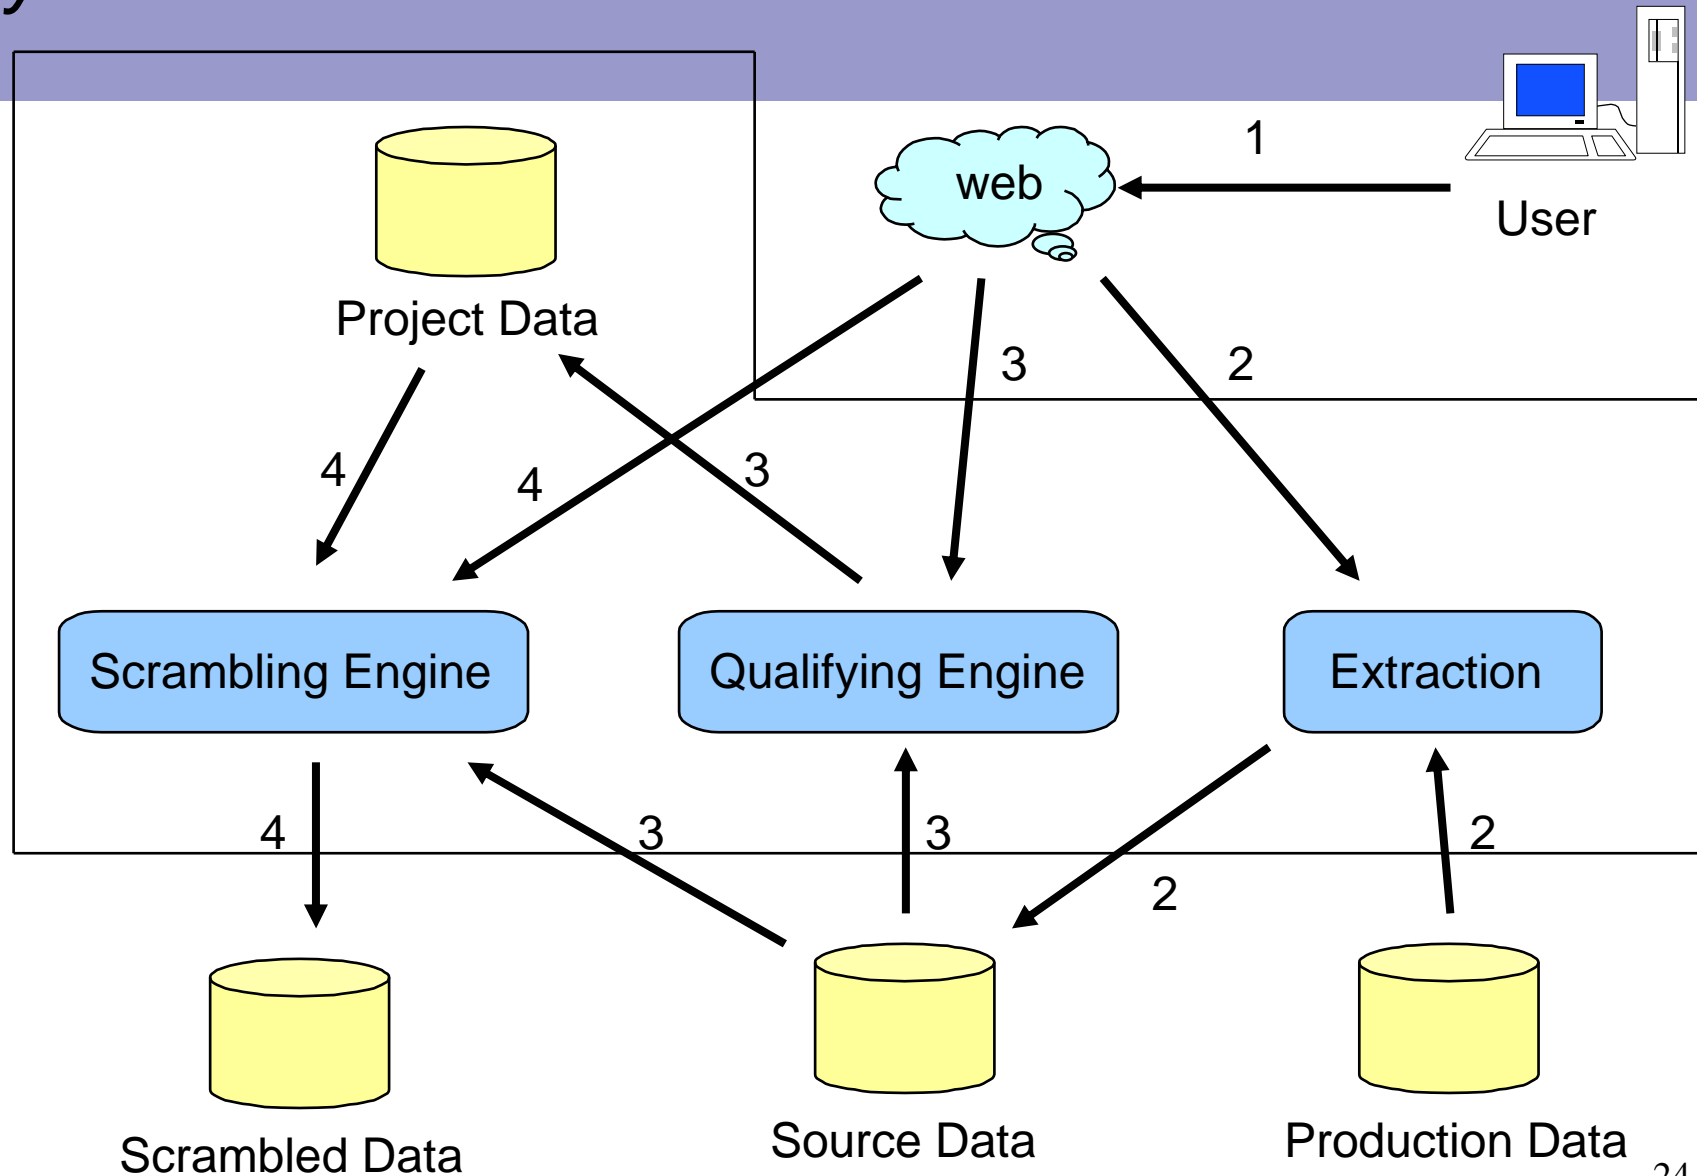 y
1
web
User
Project Data
3
2
4
4
3
Scrambling Engine
Qualifying Engine
Extraction
4
3
3
2
2
Scrambled Data
Source Data
Production Data
24